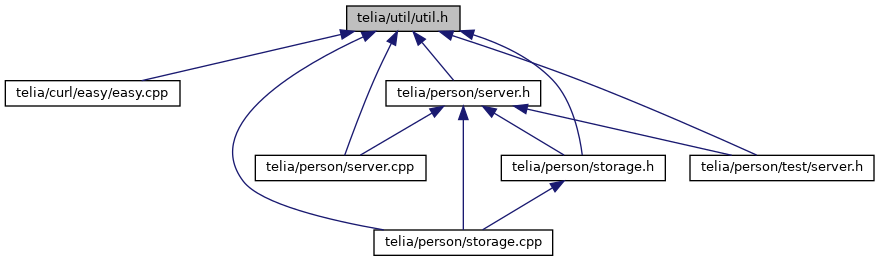 telia/util/util.h
telia/curl/easy/easy.cpp
telia/person/server.h
telia/person/server.cpp
telia/person/storage.h
telia/person/test/server.h
telia/person/storage.cpp